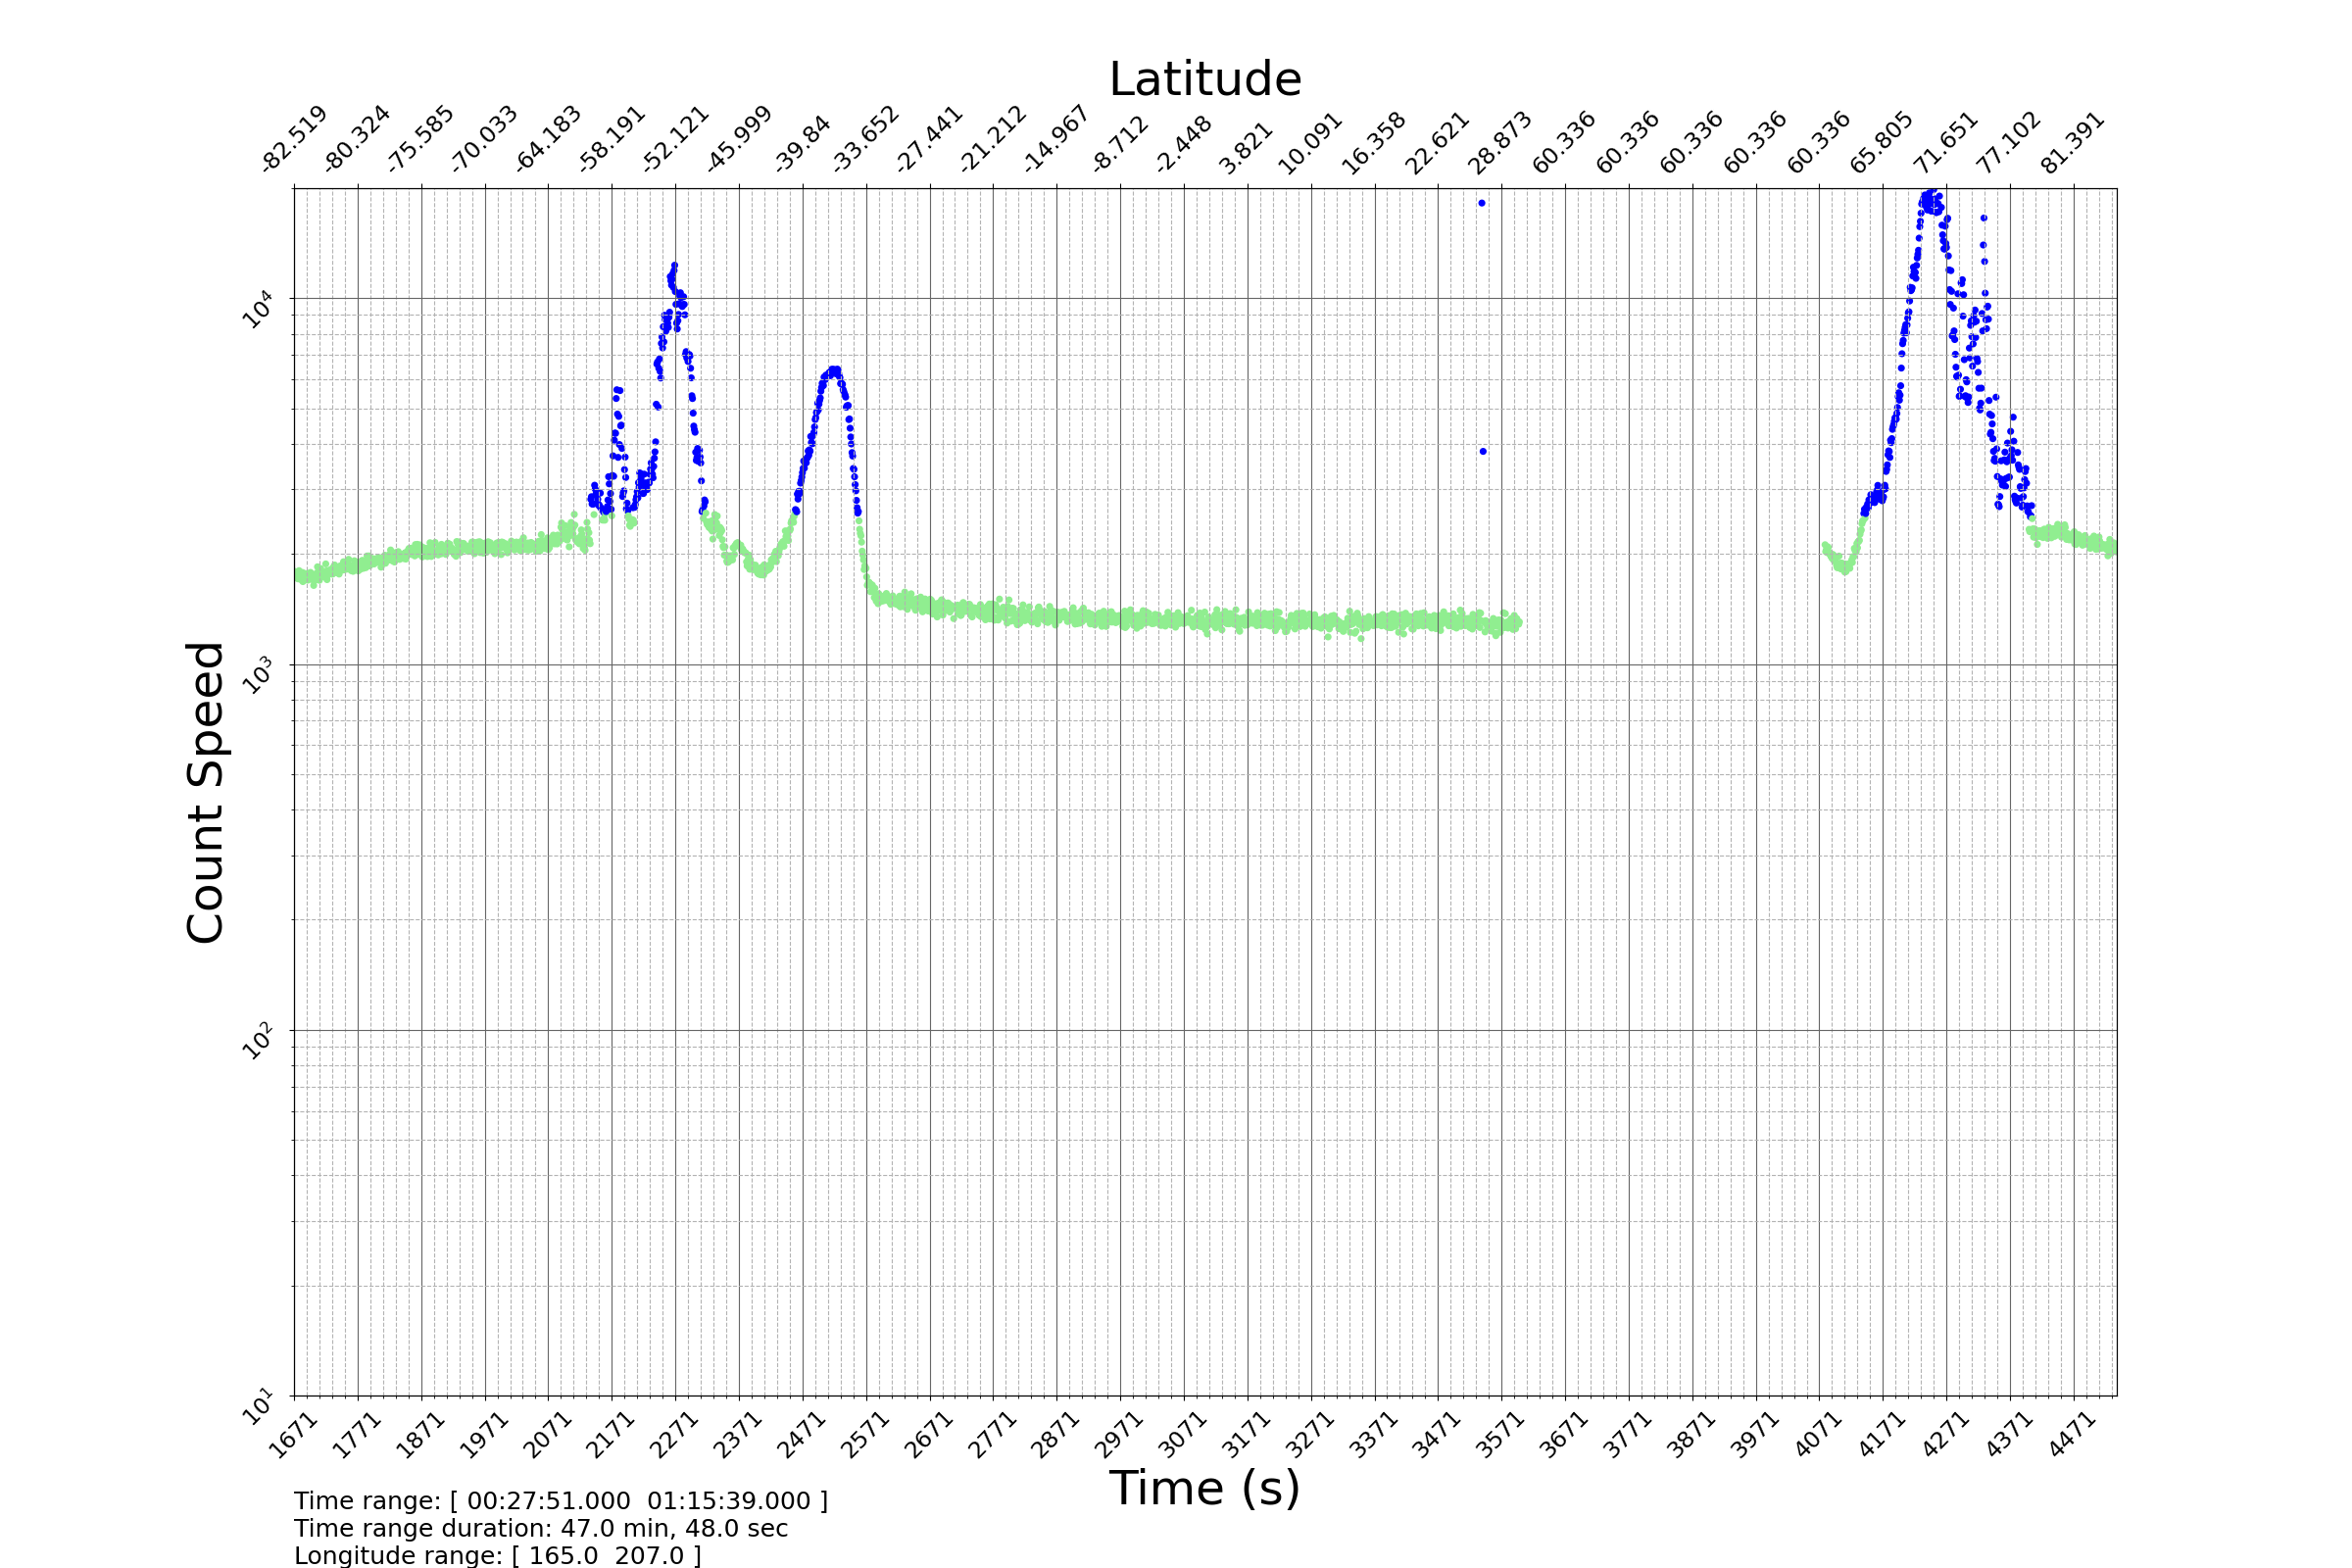 Latitude
-82.519 -80.324 -75.585 -70.033 -64.183 -58.191 -52.121 -45.999 -39.84 -33.652 -27.441 -21.212 -14.967 -8.712 -2.448 3.821 10.091 16.358 22.621 28.873 60.336 60.336 60.336 60.336 60.336 65.805 71.651 77.102 81.391
10⁴
10³
Count Speed
10²
10¹
1671 1771 1871 1971 2071 2171 2271 2371 2471 2571 2671 2771 2871 2971 3071 3171 3271 3371 3471 3571 3671 3771 3871 3971 4071 4171 4271 4371 4471
Time (s)
Time range: [ 00:27:51.000  01:15:39.000 ]
Time range duration: 47.0 min, 48.0 sec
Longitude range: [ 165.0  207.0 ]